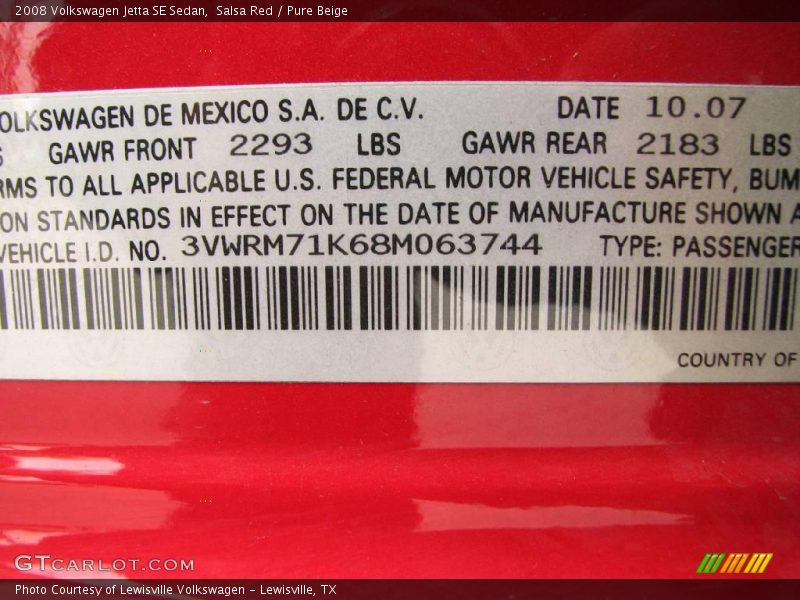 2008 Volkswagen Jetta SE Sedan,  Salsa Red / Pure Beige
OLKSWAGEN DE MEXICO S.A. DE C.V. DATE 10.07
S GAWR FRONT 2293 LBS GAWR REAR 2183 LBS
RMS TO ALL APPLICABLE U.S. FEDERAL MOTOR VEHICLE SAFETY, BUM
ON STANDARDS IN EFFECT ON THE DATE OF MANUFACTURE SHOWN A
VEHICLE I.D. NO. 3VWRM71K68M063744 TYPE: PASSENGER
COUNTRY OF
GTCARLOT.COM
Photo Courtesy of Lewisville Volkswagen - Lewisville, TX